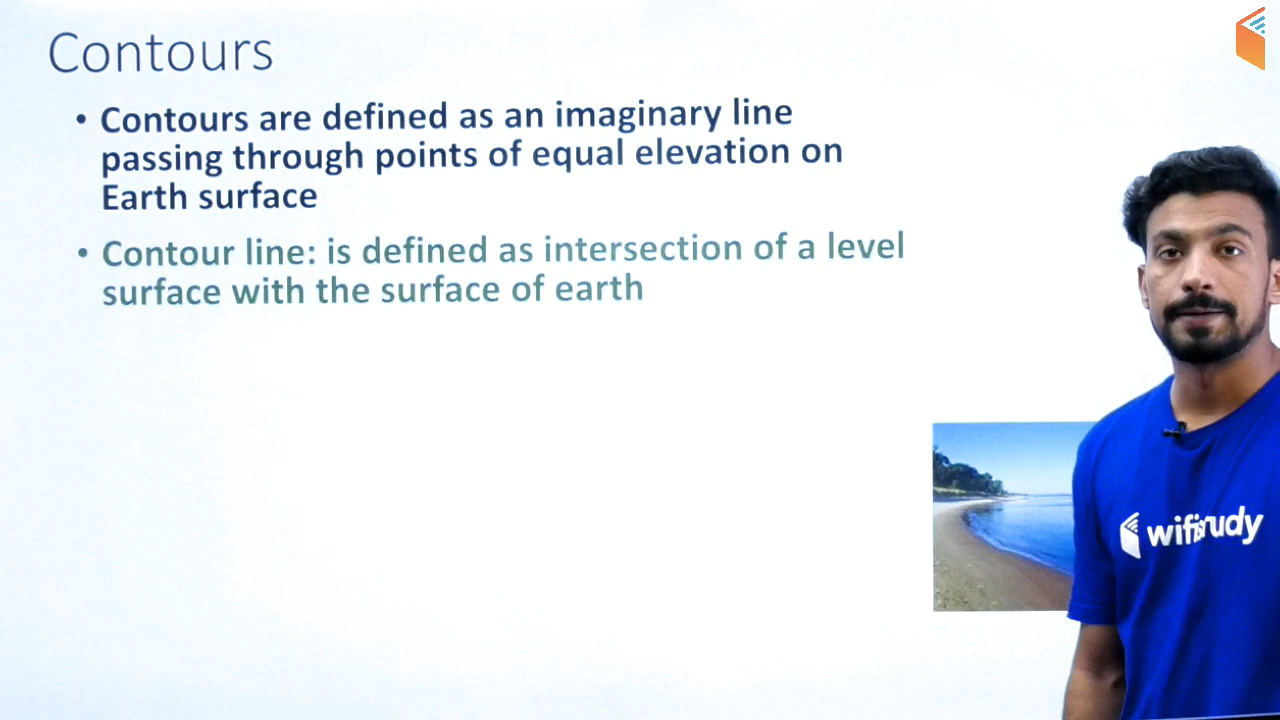 Contours
• Contours are defined as an imaginary line
passing through points of equal elevation on
Earth surface
• Contour line: is defined as intersection of a level
surface with the surface of earth
wifistudy